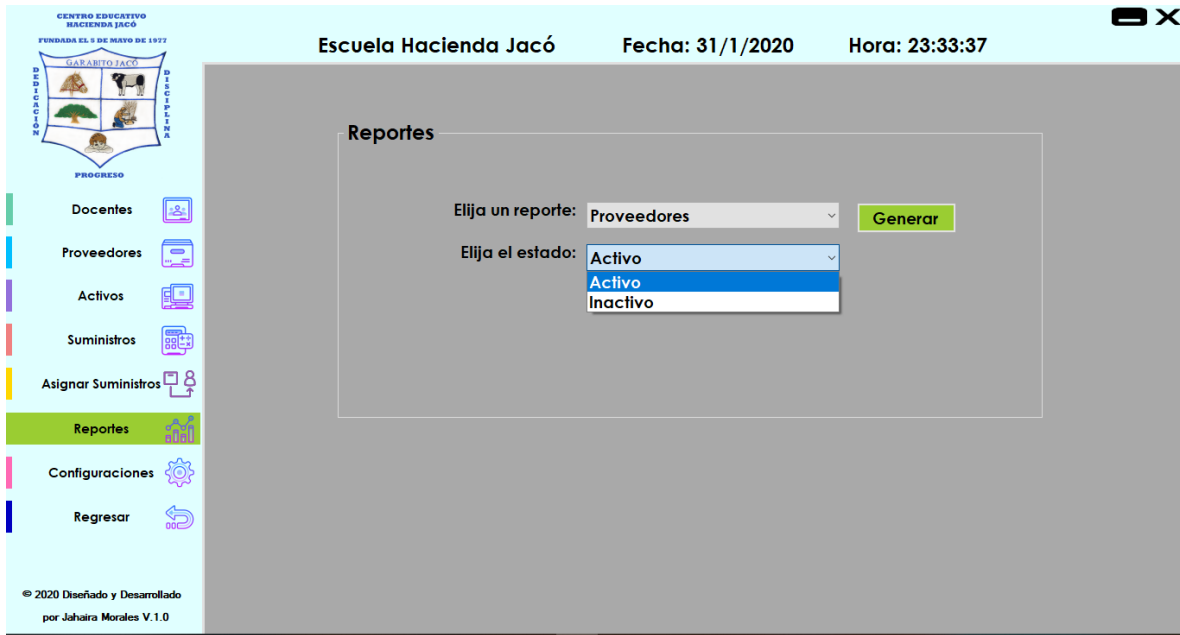 CENTRO EDUCATIVO
HACIENDA JACÓ
FUNDADA EL 5 DE MAYO DE 1977
GARABITO JACÓ
DEDICACIÓN
DISCIPLINA
PROGRESO
Escuela Hacienda Jacó
Fecha: 31/1/2020
Hora: 23:33:37
Docentes
Proveedores
Activos
Suministros
Asignar Suministros
Reportes
Configuraciones
Regresar
© 2020 Diseñado y Desarrollado
por Jahaira Morales V.1.0
Reportes
Elija un reporte: Proveedores
Generar
Elija el estado: Activo
Activo
Inactivo